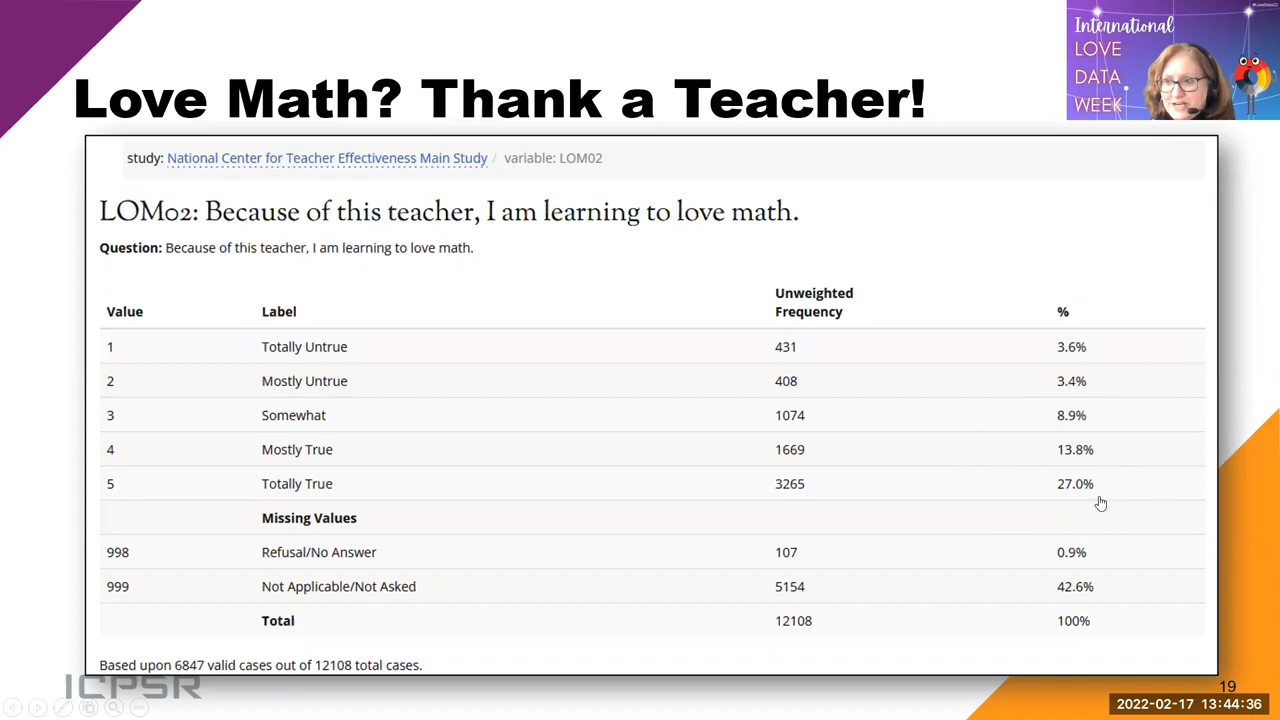 #LoveData22
International
LOVE
DATA
WEEK
Love Math? Thank a Teacher!
study: National Center for Teacher Effectiveness Main Study / variable: LOM02
LOM02: Because of this teacher, I am learning to love math.
Question: Because of this teacher, I am learning to love math.
Value Label Unweighted Frequency %
1 Totally Untrue 431 3.6%
2 Mostly Untrue 408 3.4%
3 Somewhat 1074 8.9%
4 Mostly True 1669 13.8%
5 Totally True 3265 27.0%
Missing Values
998 Refusal/No Answer 107 0.9%
999 Not Applicable/Not Asked 5154 42.6%
Total 12108 100%
Based upon 6847 valid cases out of 12108 total cases.
ICPSR
19
2022-02-17 13:44:36